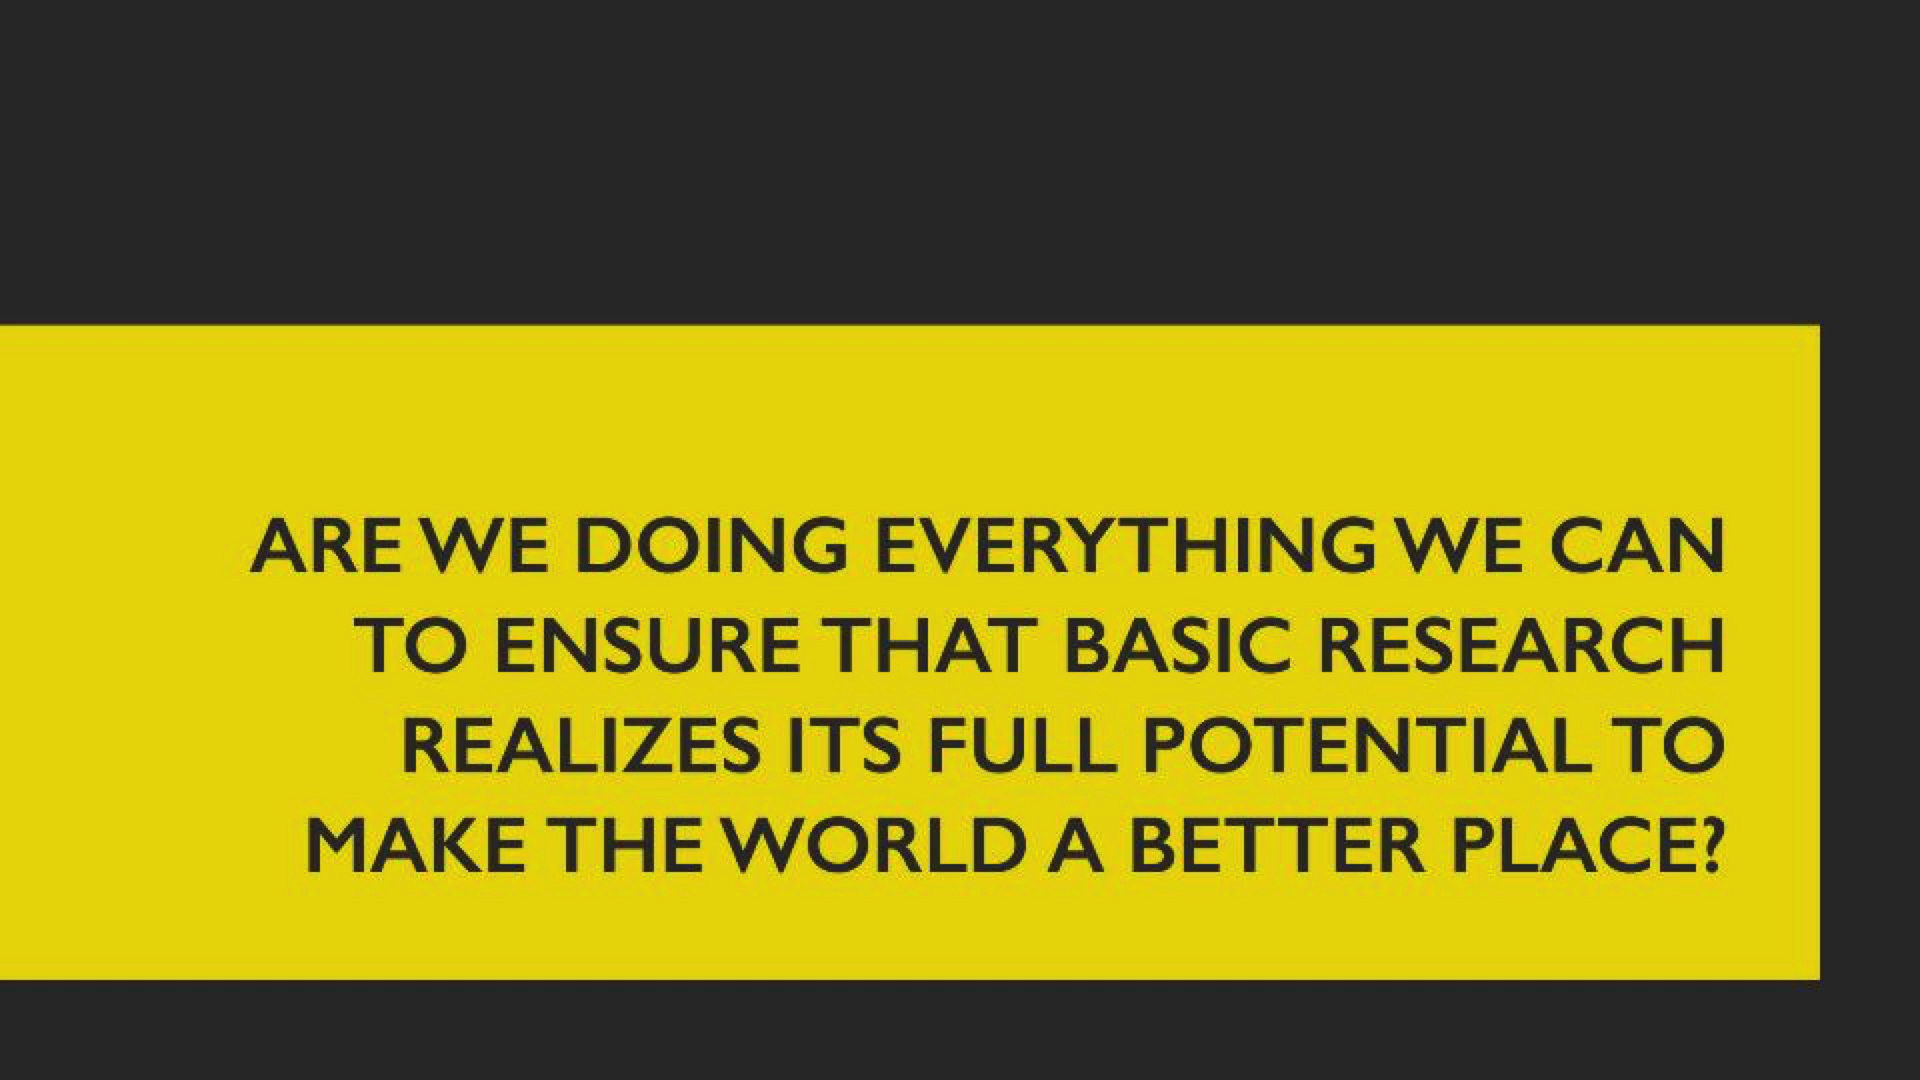 ARE WE DOING EVERYTHING WE CAN
TO ENSURE THAT BASIC RESEARCH
REALIZES ITS FULL POTENTIAL TO
MAKE THE WORLD A BETTER PLACE?